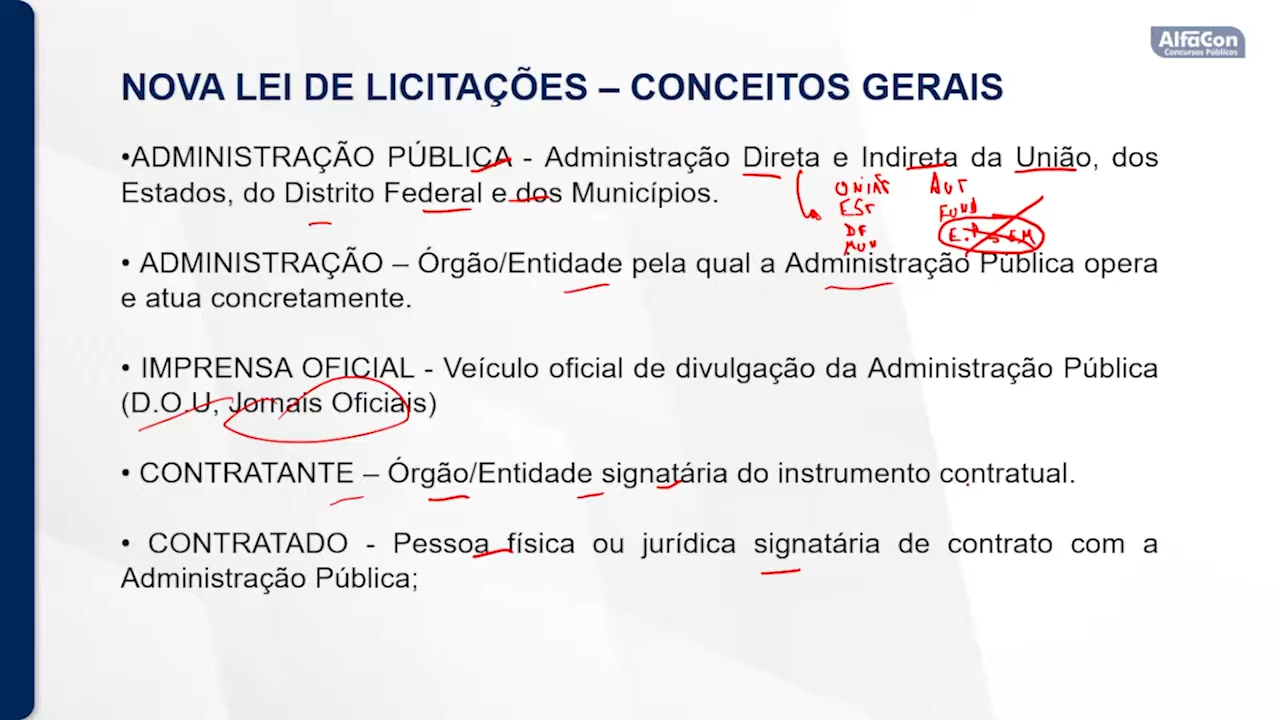 AlfaCon
Concursos Públicos
NOVA LEI DE LICITAÇÕES – CONCEITOS GERAIS
•ADMINISTRAÇÃO PÚBLICA - Administração Direta e Indireta da União, dos
Estados, do Distrito Federal e dos Municípios.
UNIÃO AUT
EST FUND
DF E.P S.E.M
MUN
• ADMINISTRAÇÃO – Órgão/Entidade pela qual a Administração Pública opera
e atua concretamente.
• IMPRENSA OFICIAL - Veículo oficial de divulgação da Administração Pública
(D.O.U, Jornais Oficiais)
• CONTRATANTE – Órgão/Entidade signatária do instrumento contratual.
• CONTRATADO - Pessoa física ou jurídica signatária de contrato com a
Administração Pública;